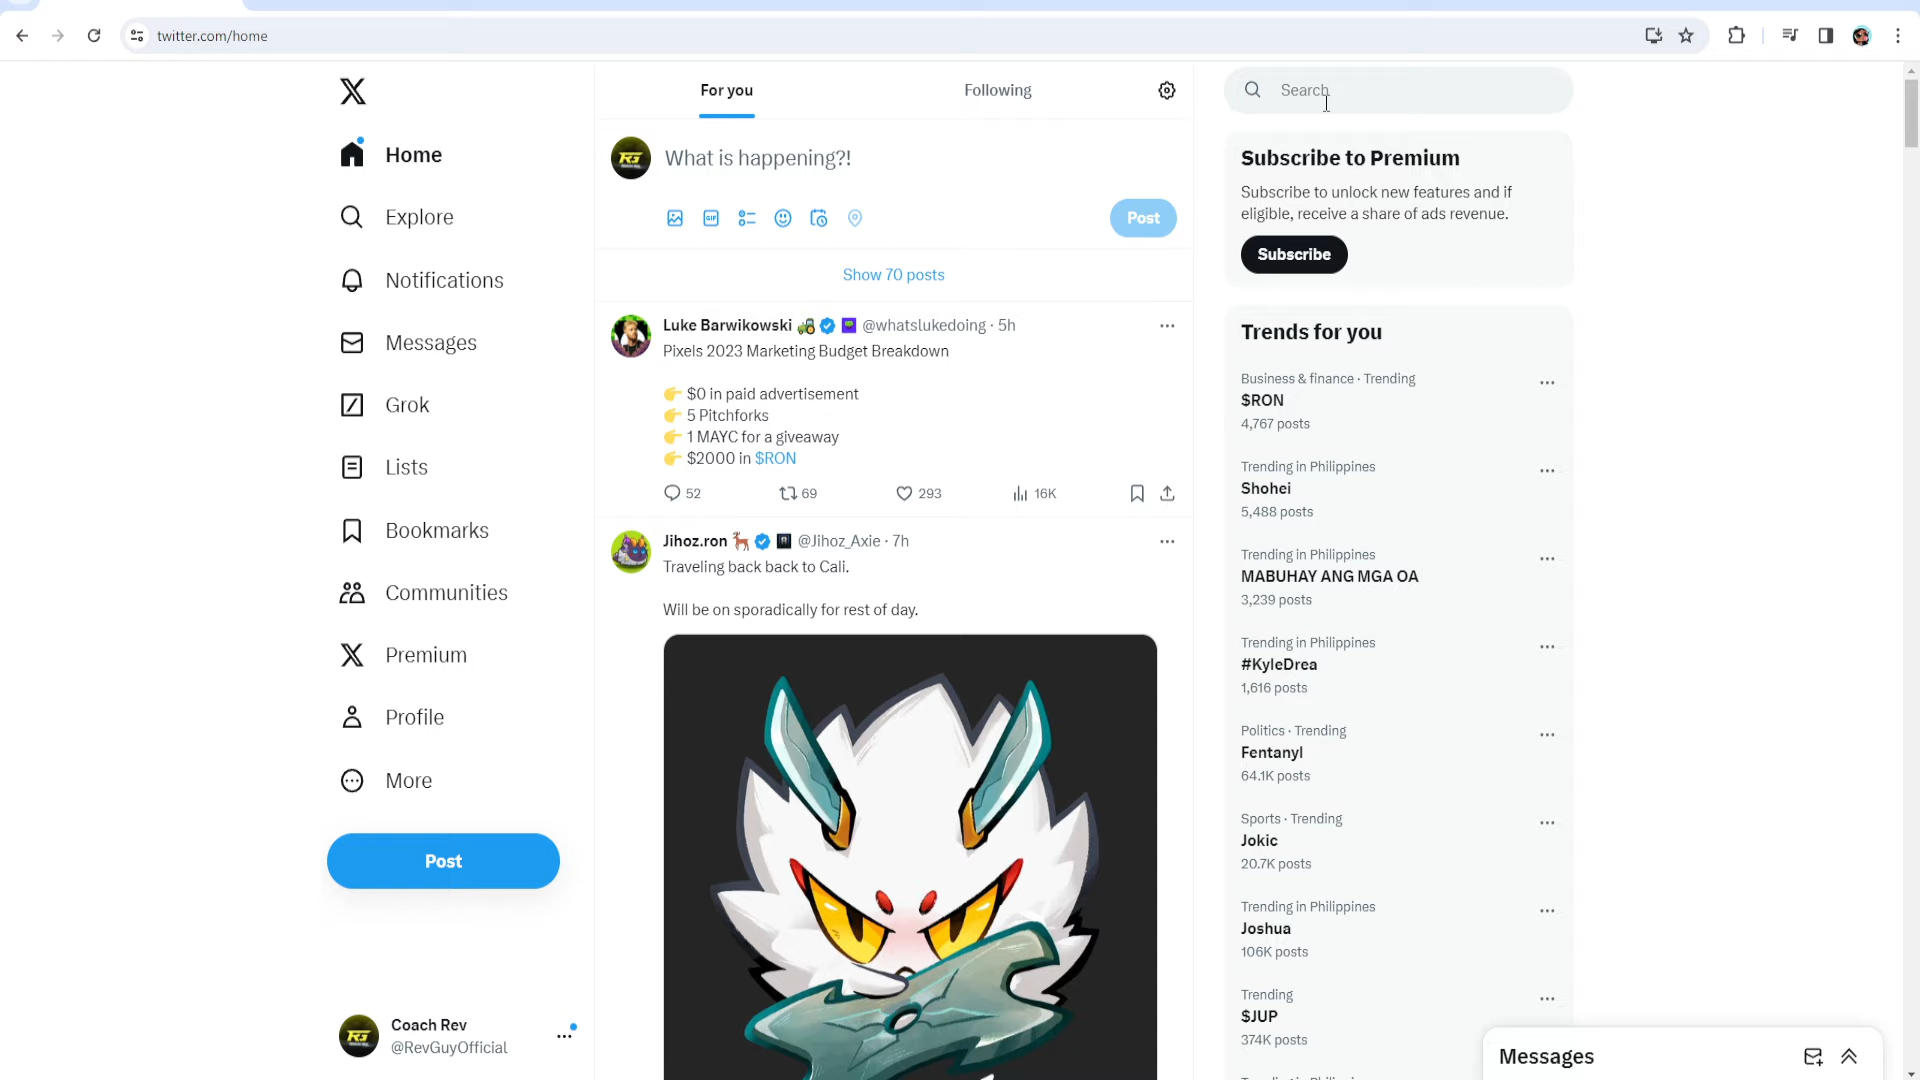 twitter.com/home
Home
Explore
Notifications
Messages
Grok
Lists
Bookmarks
Communities
Premium
Profile
More
Post
Coach Rev
@RevGuyOfficial
For you
Following
What is happening?!
GIF
Post
Show 70 posts
Luke Barwikowski 🚜 @whatslukedoing · 5h
Pixels 2023 Marketing Budget Breakdown
👉 $0 in paid advertisement
👉 5 Pitchforks
👉 1 MAYC for a giveaway
👉 $2000 in $RON
52 69 293 16K
Jihoz.ron 🦌 @Jihoz_Axie · 7h
Traveling back back to Cali.
Will be on sporadically for rest of day.
Search
Subscribe to Premium
Subscribe to unlock new features and if
eligible, receive a share of ads revenue.
Subscribe
Trends for you
Business & finance · Trending
$RON
4,767 posts
Trending in Philippines
Shohei
5,488 posts
Trending in Philippines
MABUHAY ANG MGA OA
3,239 posts
Trending in Philippines
#KyleDrea
1,616 posts
Politics · Trending
Fentanyl
64.1K posts
Sports · Trending
Jokic
20.7K posts
Trending in Philippines
Joshua
106K posts
Trending
$JUP
374K posts
Messages